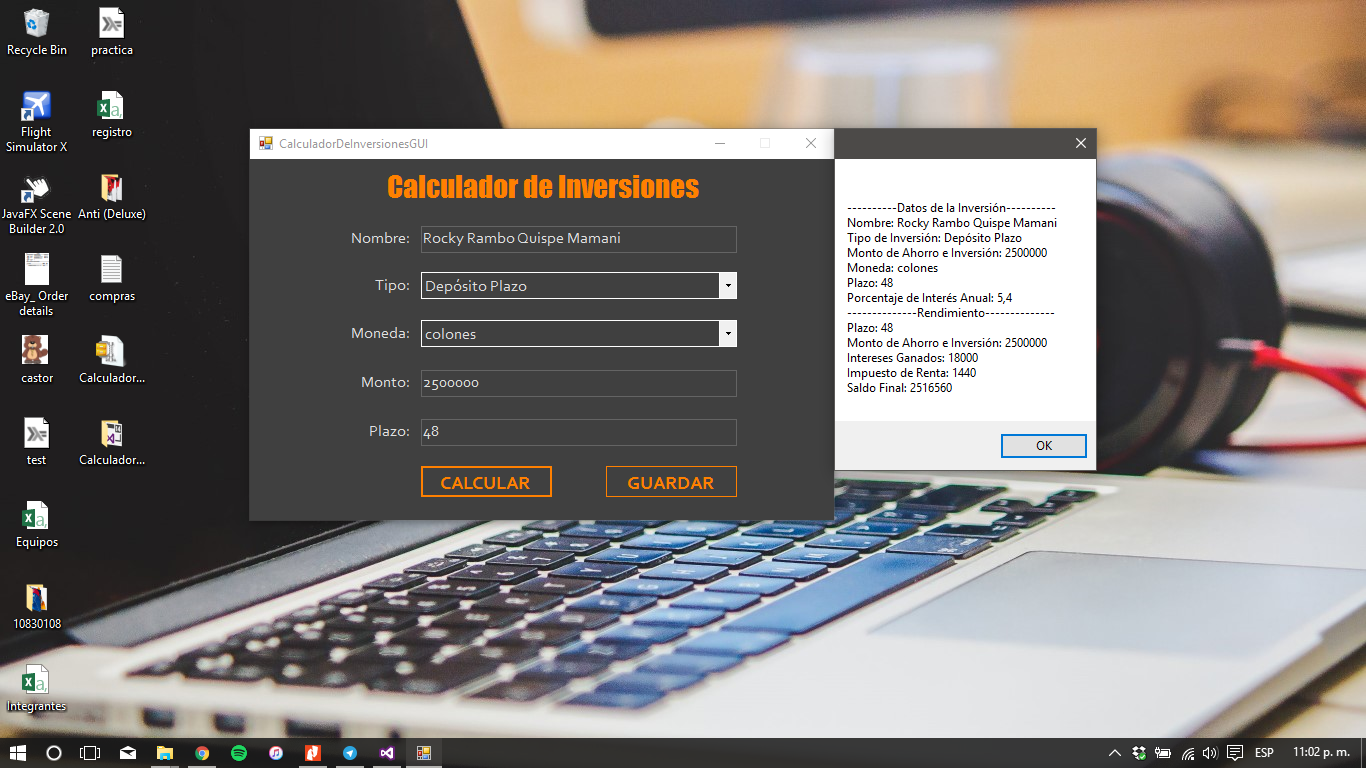 Recycle Bin
practica
Flight
Simulator X
registro
JavaFX Scene
Builder 2.0
Anti (Deluxe)
eBay_ Order
details
compras
castor
Calculador...
test
Calculador...
Equipos
10830108
Integrantes
CalculadorDeInversionesGUI
Calculador de Inversiones
Nombre: Rocky Rambo Quispe Mamani
Tipo: Depósito Plazo
Moneda: colones
Monto: 2500000
Plazo: 48
CALCULAR GUARDAR
----------Datos de la Inversión----------
Nombre: Rocky Rambo Quispe Mamani
Tipo de Inversión: Depósito Plazo
Monto de Ahorro e Inversión: 2500000
Moneda: colones
Plazo: 48
Porcentaje de Interés Anual: 5,4
--------------Rendimiento--------------
Plazo: 48
Monto de Ahorro e Inversión: 2500000
Intereses Ganados: 18000
Impuesto de Renta: 1440
Saldo Final: 2516560
OK
ESP
11:02 p. m.